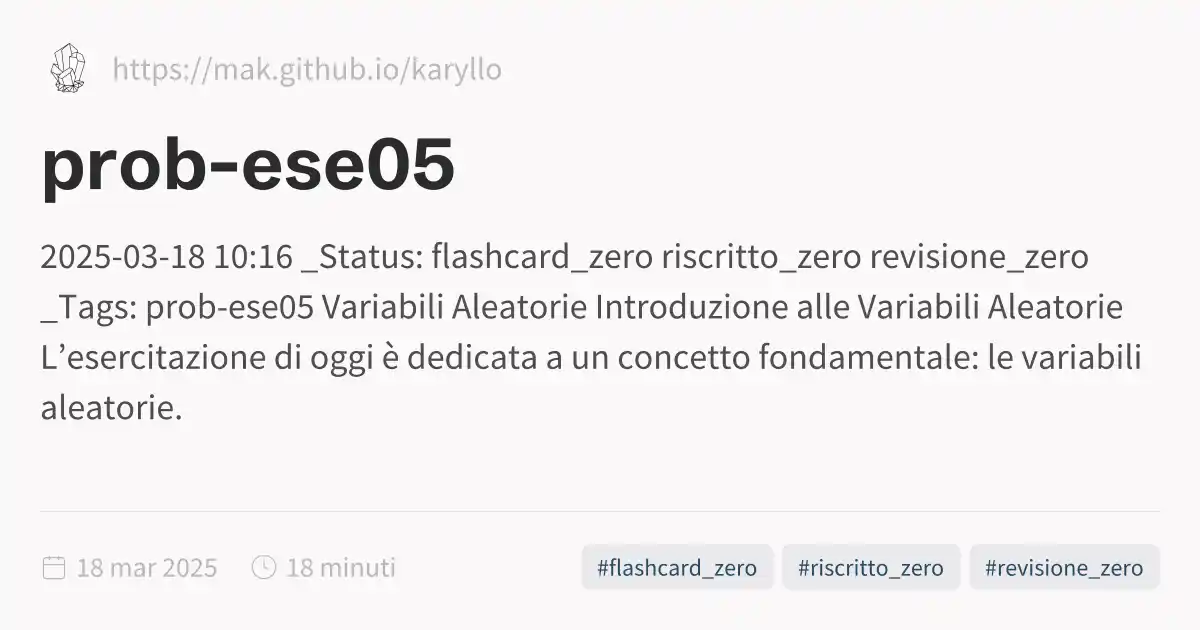 https://mak.github.io/karyllo
prob-ese05
2025-03-18 10:16 _Status: flashcard_zero riscritto_zero revisione_zero
_Tags: prob-ese05 Variabili Aleatorie Introduzione alle Variabili Aleatorie
L’esercitazione di oggi è dedicata a un concetto fondamentale: le variabili
aleatorie.
18 mar 2025 18 minuti #flashcard_zero #riscritto_zero #revisione_zero